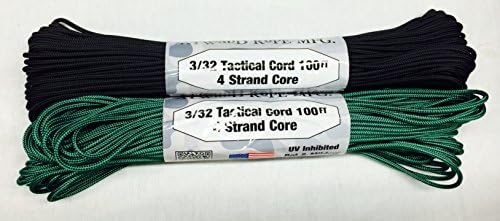 ROPE MFG.
3/32 Tactical Cord 100ft
4 Strand Core
3/32 Tactical Cord 100ft
4 Strand Core
UV Inhibited